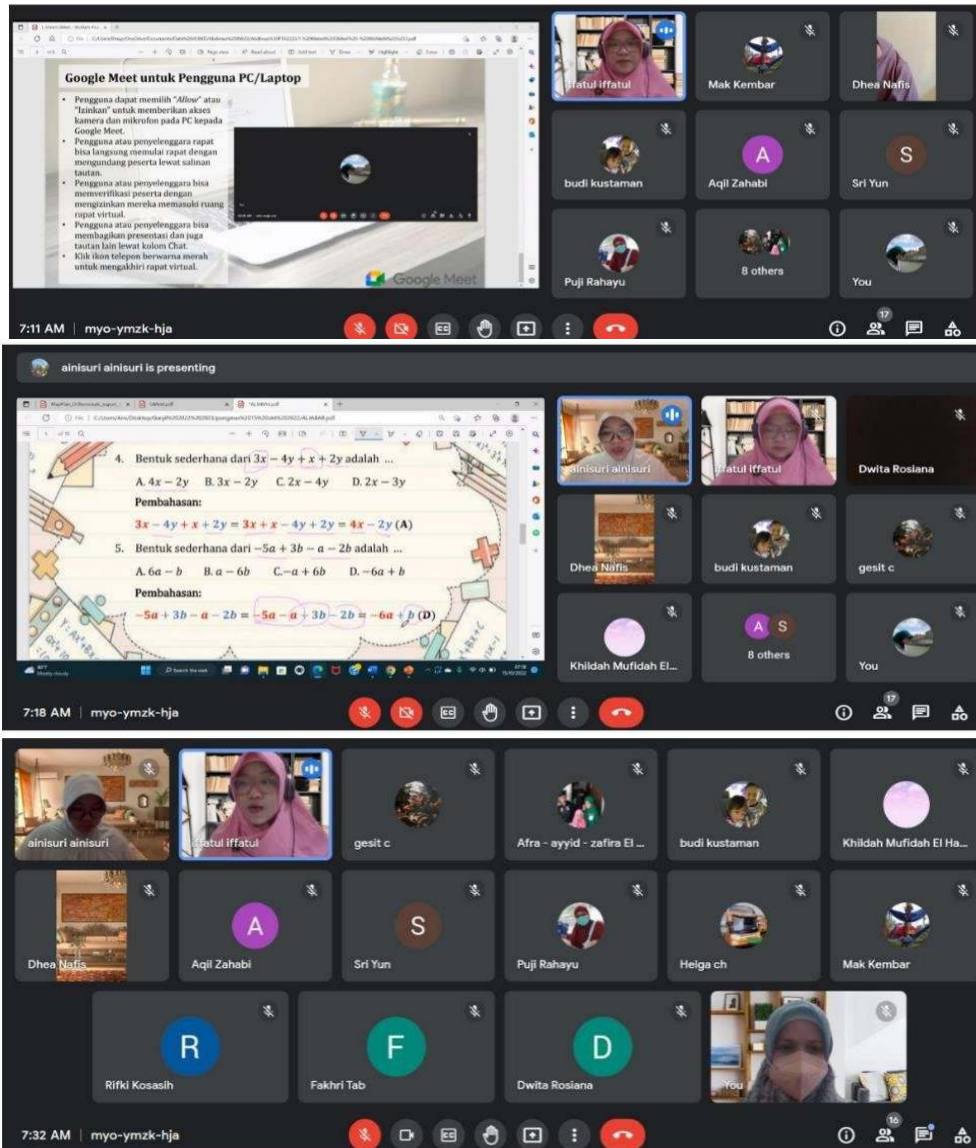 Google Meet untuk Pengguna PC/Laptop
• Pengguna dapat memilih "Allow" atau
"Izinkan" untuk memberikan akses
kamera dan mikrofon pada PC kepada
Google Meet.
• Pengguna atau penyelenggara rapat
bisa langsung memulai rapat dengan
mengundang peserta lewat salinan
tautan.
• Pengguna atau penyelenggara bisa
memverifikasi peserta dengan
mengizinkan mereka memasuki ruang
rapat virtual.
• Pengguna atau penyelenggara bisa
membagikan presentasi dan juga
tautan lain lewat kolom Chat.
• Klik ikon telepon berwarna merah
untuk mengakhiri rapat virtual.
Google Meet
iffatul iffatul
Mak Kembar
Dhea Nafis
budi kustaman
A
Aqil Zahabi
S
Sri Yun
Puji Rahayu
8 others
You
7:11 AM | myo-ymzk-hja
17
ainisuri ainisuri is presenting
4. Bentuk sederhana dari 3x − 4y + x + 2y adalah ...
A. 4x − 2y B. 3x − 2y C. 2x − 4y D. 2x − 3y
Pembahasan:
3x − 4y + x + 2y = 3x + x − 4y + 2y = 4x − 2y (A)
5. Bentuk sederhana dari −5a + 3b − a − 2b adalah ...
A. 6a − b B. a − 6b C. −a + 6b D. −6a + b
Pembahasan:
−5a + 3b − a − 2b = −5a − a + 3b − 2b = −6a + b (D)
07:18
15/10/2022
ainisuri ainisuri
iffatul iffatul
Dwita Rosiana
Dhea Nafis
budi kustaman
gesit c
Khildah Mufidah El...
A S
8 others
You
7:18 AM | myo-ymzk-hja
17
ainisuri ainisuri
iffatul iffatul
gesit c
Afra - ayyid - zafira El ...
budi kustaman
Khildah Mufidah El Ha...
Dhea Nafis
A
Aqil Zahabi
S
Sri Yun
Puji Rahayu
Helga ch
Mak Kembar
R
Rifki Kosasih
F
Fakhri Tab
D
Dwita Rosiana
You
7:32 AM | myo-ymzk-hja
16